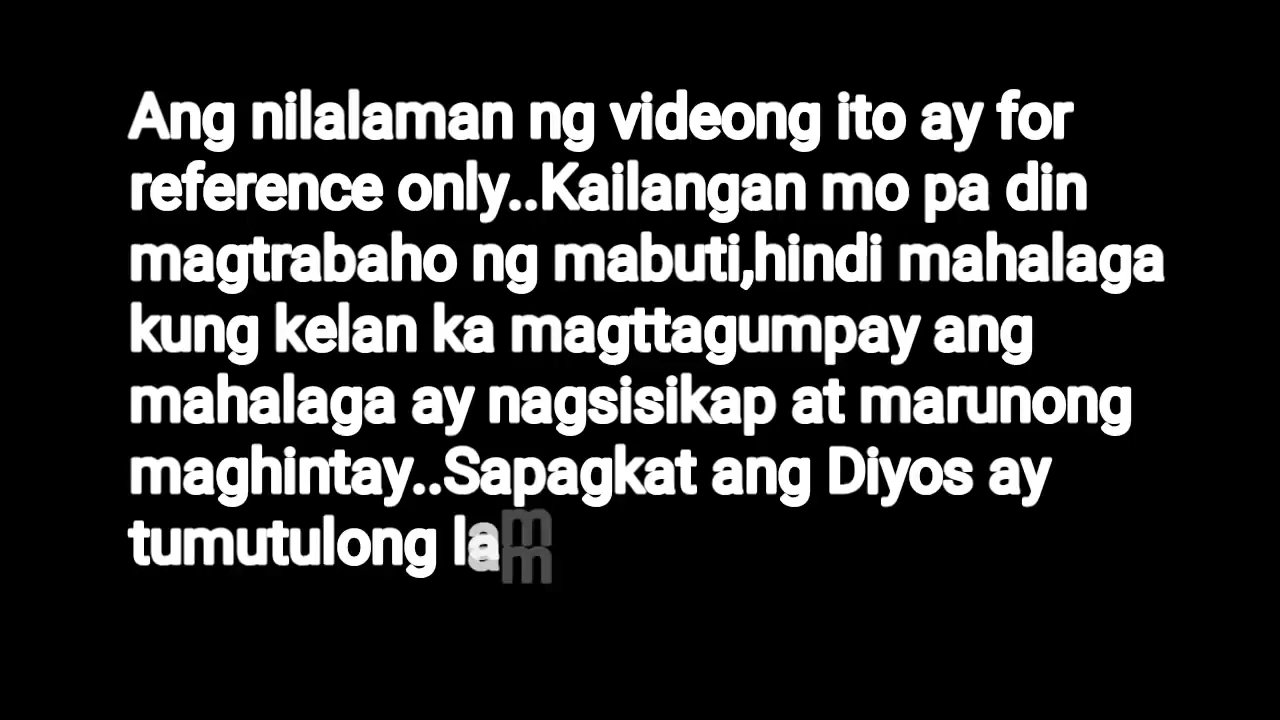 Ang nilalaman ng videong ito ay for
reference only..Kailangan mo pa din
magtrabaho ng mabuti,hindi mahalaga
kung kelan ka magttagumpay ang
mahalaga ay nagsisikap at marunong
maghintay..Sapagkat ang Diyos ay
tumutulong lam